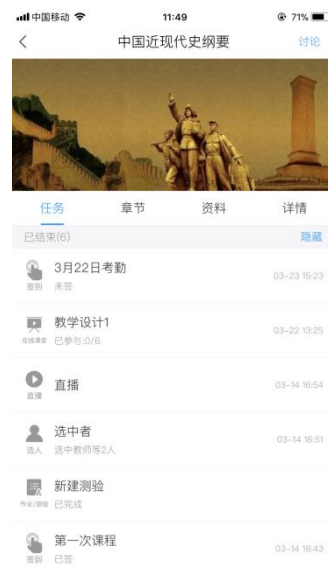 中国移动 11:49 71%
中国近现代史纲要 讨论
任务 章节 资料 详情
已结束(6) 隐藏
3月22日考勤
签到 未签 03-23 15:23
教学设计1
在线课堂 已参与:0/6 03-22 13:25
直播
直播 03-14 16:54
选中者
选人 选中教师等2人 03-14 16:51
新建测验
作业/测验 已完成
第一次课程
签到 已签 03-14 16:43